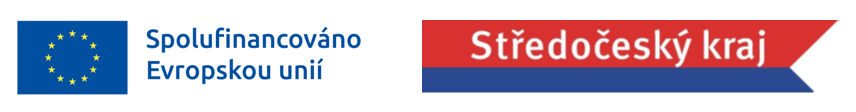 Spolufinancováno
Evropskou unií
Středočeský kraj